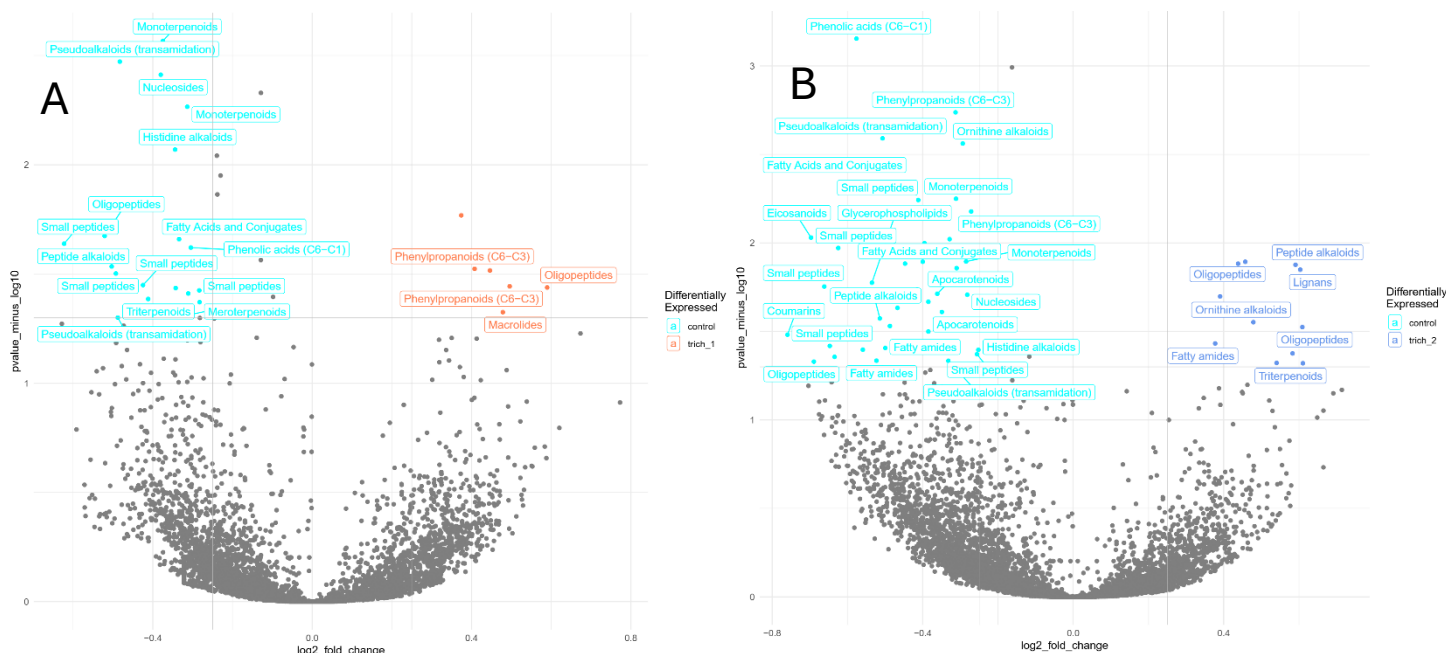 A
Monoterpenoids
Pseudoalkaloids (transamidation)
Nucleosides
Monoterpenoids
Histidine alkaloids
Oligopeptides
Small peptides
Fatty Acids and Conjugates
Phenolic acids (C6−C1)
Peptide alkaloids
Small peptides
Small peptides
Small peptides
Triterpenoids
Meroterpenoids
Pseudoalkaloids (transamidation)
Phenylpropanoids (C6−C3)
Oligopeptides
Phenylpropanoids (C6−C3)
Macrolides
pvalue_minus_log10
2
1
0
−0.4
0.0
0.4
0.8
log2_fold_change
Differentially
Expressed
a control
a trich_1
B
Phenolic acids (C6−C1)
Phenylpropanoids (C6−C3)
Pseudoalkaloids (transamidation)
Ornithine alkaloids
Fatty Acids and Conjugates
Small peptides
Monoterpenoids
Eicosanoids
Glycerophospholipids
Phenylpropanoids (C6−C3)
Small peptides
Fatty Acids and Conjugates
Monoterpenoids
Small peptides
Apocarotenoids
Peptide alkaloids
Nucleosides
Coumarins
Apocarotenoids
Small peptides
Fatty amides
Histidine alkaloids
Oligopeptides
Fatty amides
Small peptides
Pseudoalkaloids (transamidation)
Peptide alkaloids
Oligopeptides
Lignans
Ornithine alkaloids
Oligopeptides
Fatty amides
Triterpenoids
pvalue_minus_log10
3
2
1
0
−0.8
−0.4
0.0
0.4
log2_fold_change
Differentially
Expressed
a control
a trich_2